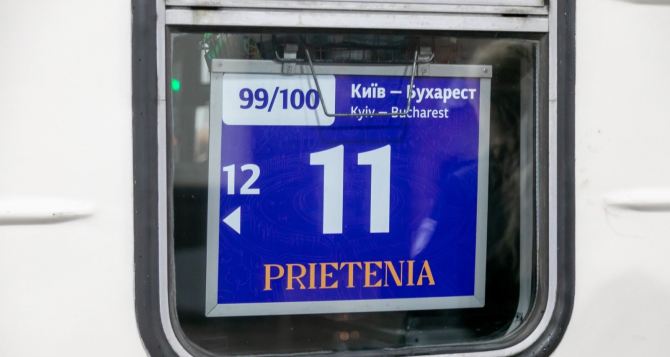 99/100
Київ — Бухарест
Kyiv — Bucharest
12
11
PRIETENIA